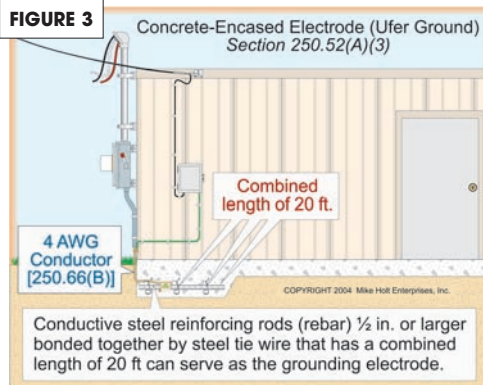 FIGURE 3
Concrete-Encased Electrode (Ufer Ground)
Section 250.52(A)(3)
Combined
length of 20 ft.
4 AWG
Conductor
[250.66(B)]
COPYRIGHT 2004 Mike Holt Enterprises, Inc.
Conductive steel reinforcing rods (rebar) ½ in. or larger
bonded together by steel tie wire that has a combined
length of 20 ft can serve as the grounding electrode.